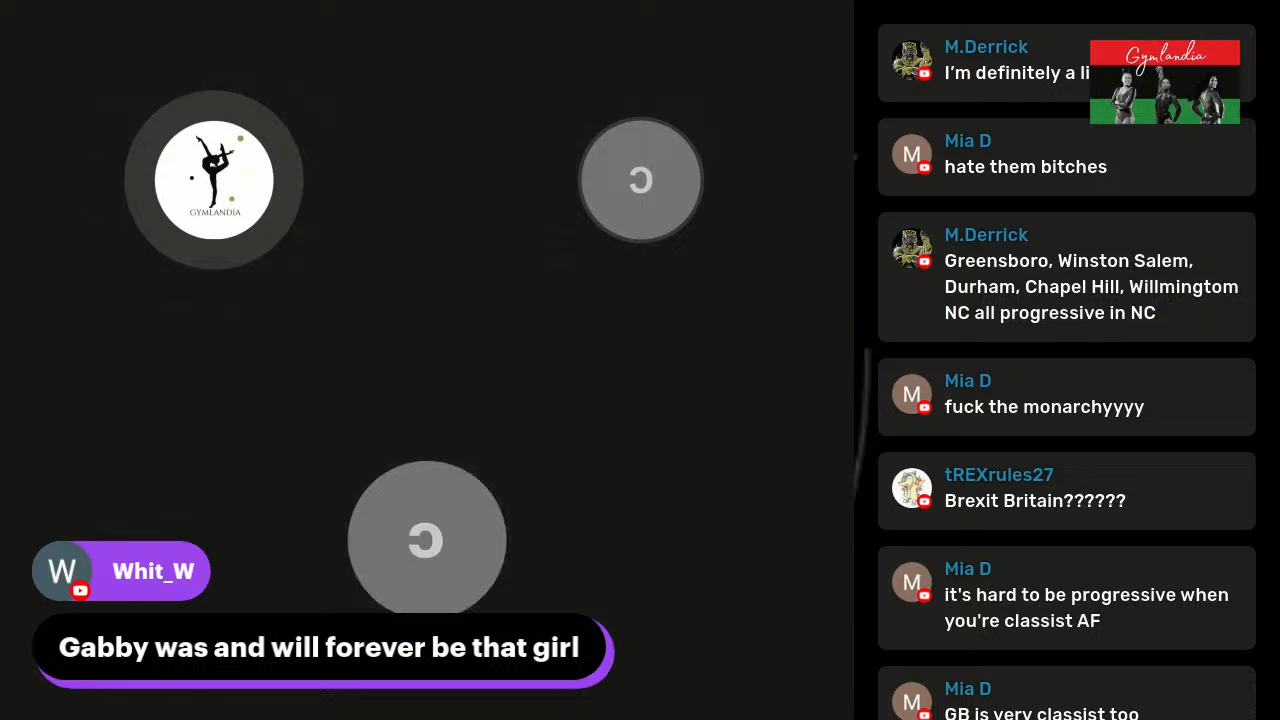 GYMLANDIA
Ɔ
Ɔ
W
Whit_W
Gabby was and will forever be that girl
M.Derrick
I’m definitely a li
Gymlandia
M
Mia D
hate them bitches
M.Derrick
Greensboro, Winston Salem,
Durham, Chapel Hill, Willmingtom
NC all progressive in NC
M
Mia D
fuck the monarchyyyy
tREXrules27
Brexit Britain??????
M
Mia D
it's hard to be progressive when
you're classist AF
M
Mia D
GB is very classist too